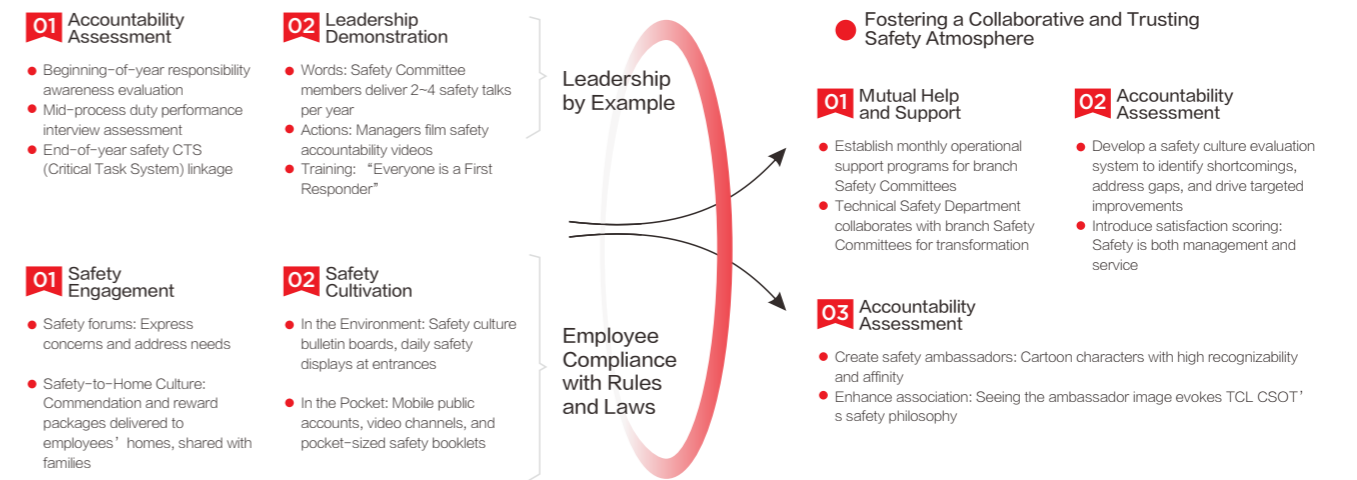 01 Accountability
Assessment
Beginning-of-year responsibility
awareness evaluation
Mid-process duty performance
interview assessment
End-of-year safety CTS
(Critical Task System) linkage
02 Leadership
Demonstration
Words: Safety Committee
members deliver 2~4 safety talks
per year
Actions: Managers film safety
accountability videos
Training: “Everyone is a First
Responder”
Leadership
by Example
01 Safety
Engagement
Safety forums: Express
concerns and address needs
Safety-to-Home Culture:
Commendation and reward
packages delivered to
employees’ homes, shared with
families
02 Safety
Cultivation
In the Environment: Safety culture
bulletin boards, daily safety
displays at entrances
In the Pocket: Mobile public
accounts, video channels, and
pocket-sized safety booklets
Employee
Compliance
with Rules
and Laws
Fostering a Collaborative and Trusting
Safety Atmosphere
01 Mutual Help
and Support
Establish monthly operational
support programs for branch
Safety Committees
Technical Safety Department
collaborates with branch Safety
Committees for transformation
02 Accountability
Assessment
Develop a safety culture evaluation
system to identify shortcomings,
address gaps, and drive targeted
improvements
Introduce satisfaction scoring:
Safety is both management and
service
03 Accountability
Assessment
Create safety ambassadors: Cartoon characters with high recognizability
and affinity
Enhance association: Seeing the ambassador image evokes TCL CSOT’
s safety philosophy